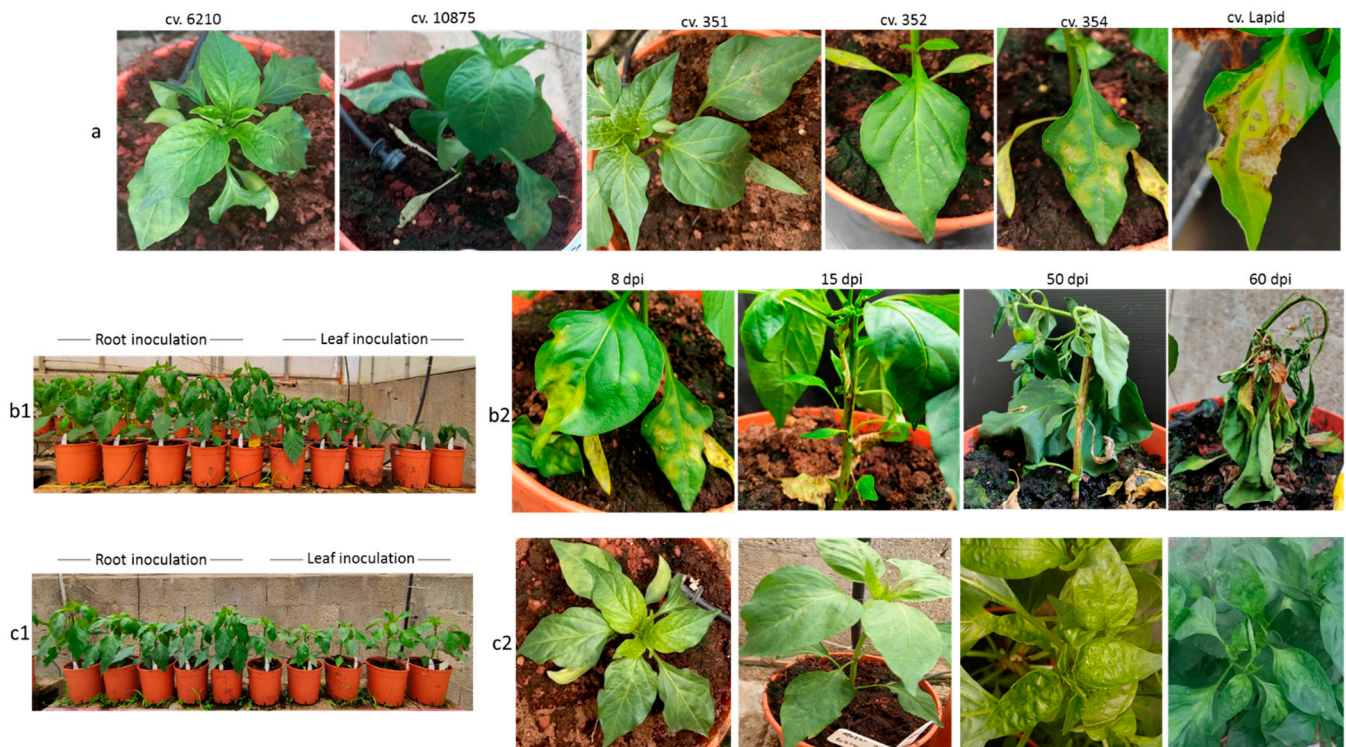 cv. 6210 cv. 10875 cv. 351 cv. 352 cv. 354 cv. Lapid
a
8 dpi 15 dpi 50 dpi 60 dpi
Root inoculation Leaf inoculation
b1 b2
Root inoculation Leaf inoculation
c1 c2